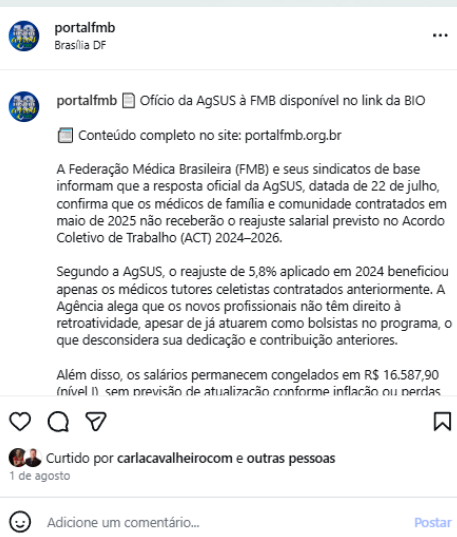 portalfmb
Brasília DF
portalfmb 📄 Ofício da AgSUS à FMB disponível no link da BIO
🗓 Conteúdo completo no site: portalfmb.org.br
A Federação Médica Brasileira (FMB) e seus sindicatos de base
informam que a resposta oficial da AgSUS, datada de 22 de julho,
confirma que os médicos de família e comunidade contratados em
maio de 2025 não receberão o reajuste salarial previsto no Acordo
Coletivo de Trabalho (ACT) 2024–2026.
Segundo a AgSUS, o reajuste de 5,8% aplicado em 2024 beneficiou
apenas os médicos tutores celetistas contratados anteriormente. A
Agência alega que os novos profissionais não têm direito à
retroatividade, apesar de já atuarem como bolsistas no programa, o
que desconsidera sua dedicação e contribuição anteriores.
Além disso, os salários permanecem congelados em R$ 16.587,90
(nível I), sem previsão de atualização conforme inflação ou perdas
Curtido por carlacavalheirocom e outras pessoas
1 de agosto
Adicione um comentário...
Postar